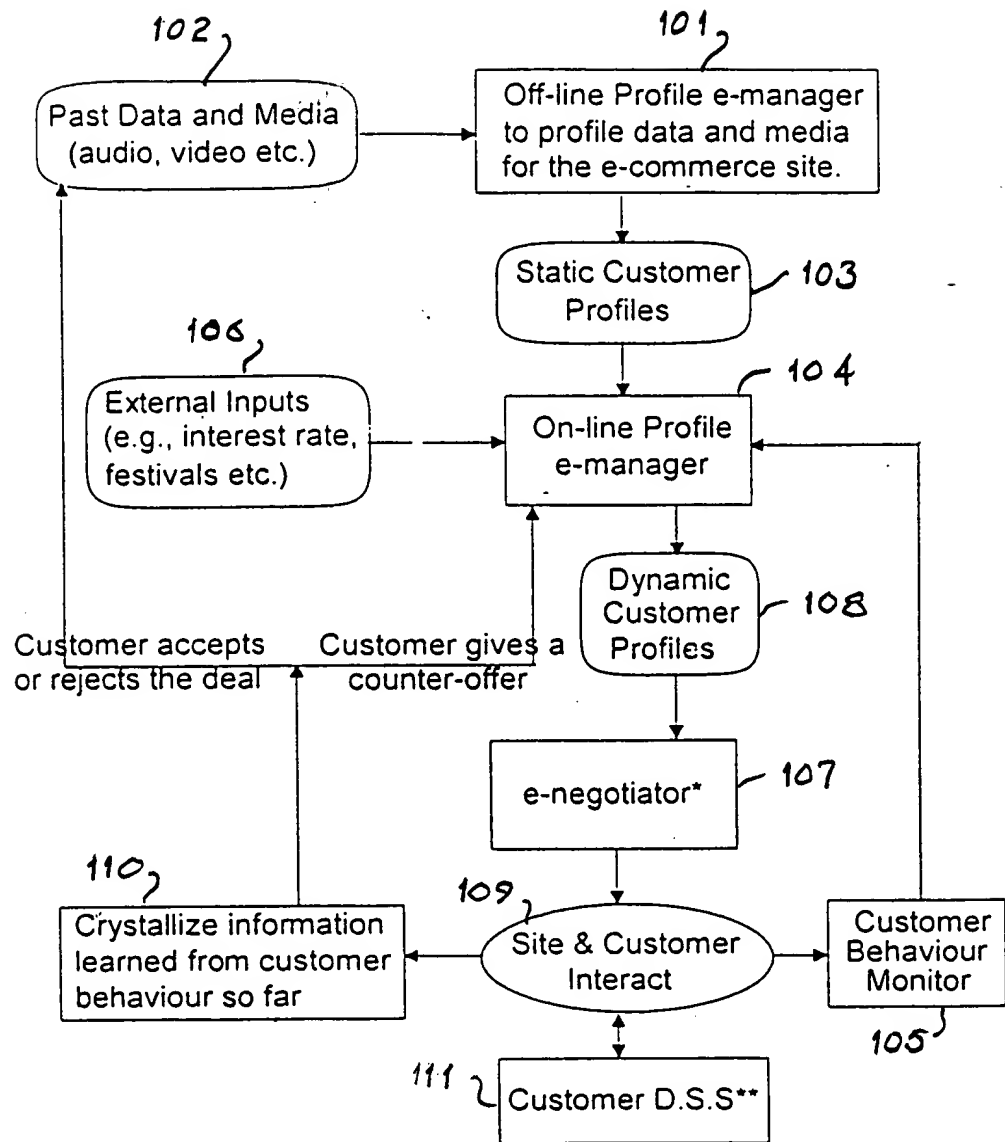 102
101
Past Data and Media
(audio, video etc.)
Off-line Profile e-manager
to profile data and media
for the e-commerce site.
Static Customer
Profiles
103
106
External Inputs
(e.g., interest rate,
festivals etc.)
104
On-line Profile
e-manager
Dynamic
Customer
Profiles
108
Customer accepts
or rejects the deal
Customer gives a
counter-offer
e-negotiator*
107
110
Crystallize information
learned from customer
behaviour so far
109
Site & Customer
Interact
Customer
Behaviour
Monitor
105
111
Customer D.S.S**